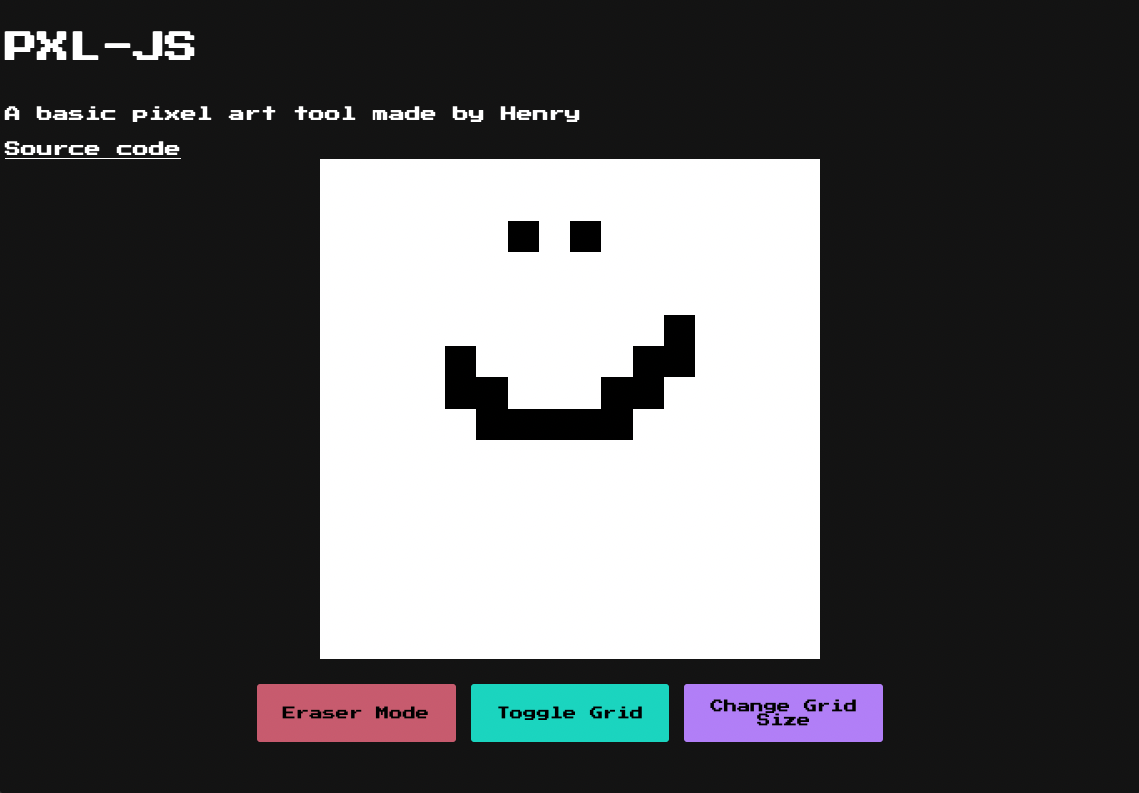 PXL-JS
A basic pixel art tool made by Henry
Source code
Eraser Mode
Toggle Grid
Change Grid
Size